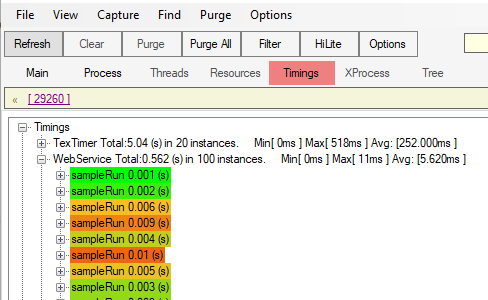 File View Capture Find Purge Options
Refresh Clear Purge Purge All Filter HiLite Options
Main Process Threads Resources Timings XProcess Tree
« [ 29260 ]
Timings
TexTimer Total:5.04 (s) in 20 instances. Min[ 0ms ] Max[ 518ms ] Avg: [252.000ms ]
WebService Total:0.562 (s) in 100 instances. Min[ 0ms ] Max[ 11ms ] Avg: [5.620ms ]
sampleRun 0.001 (s)
sampleRun 0.002 (s)
sampleRun 0.006 (s)
sampleRun 0.009 (s)
sampleRun 0.004 (s)
sampleRun 0.01 (s)
sampleRun 0.005 (s)
sampleRun 0.003 (s)